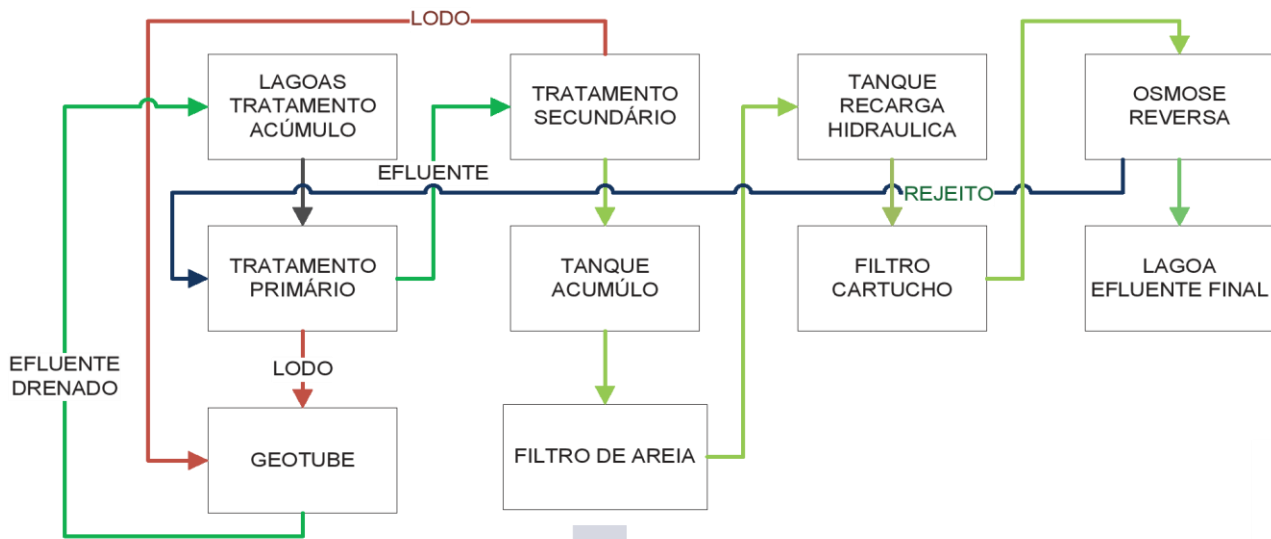 LODO
LAGOAS
TRATAMENTO
ACÚMULO
TRATAMENTO
SECUNDÁRIO
TANQUE
RECARGA
HIDRAULICA
OSMOSE
REVERSA
EFLUENTE
REJEITO
TRATAMENTO
PRIMÁRIO
TANQUE
ACUMÚLO
FILTRO
CARTUCHO
LAGOA
EFLUENTE FINAL
EFLUENTE
DRENADO
LODO
GEOTUBE
FILTRO DE AREIA